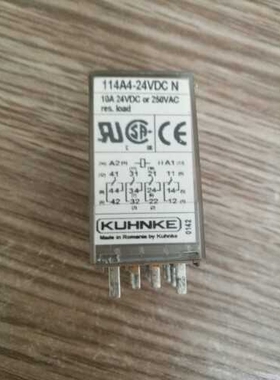 114A4-24VDC N
10A 24VDC or 250VAC
res. load
SA
CE
A2 A1
41 31 21 11
44 34 24 14
42 32 22 12
KUHNKE
Made in Romania by Kuhnke
0142